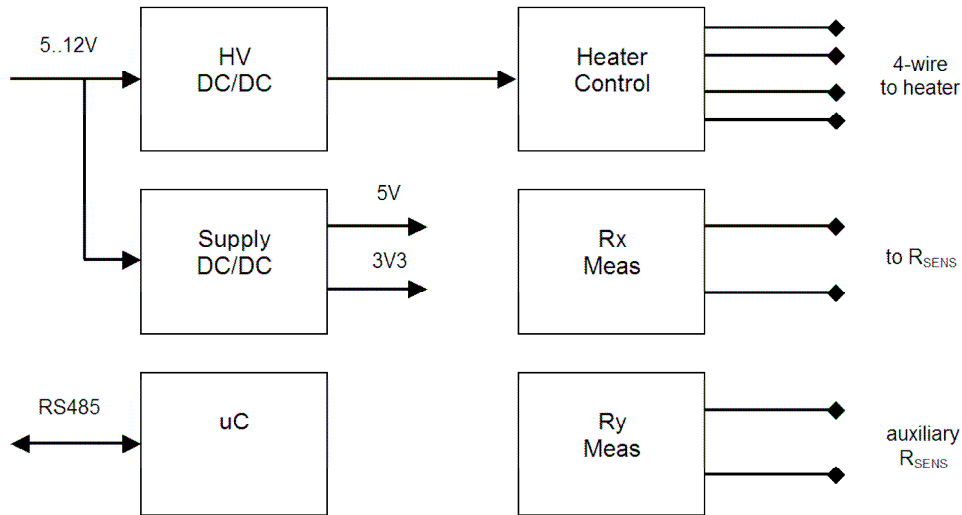 5..12V
HV
DC/DC
Heater
Control
4-wire
to heater
Supply
DC/DC
5V
3V3
Rx
Meas
to RSENS
RS485
uC
Ry
Meas
auxiliary
RSENS